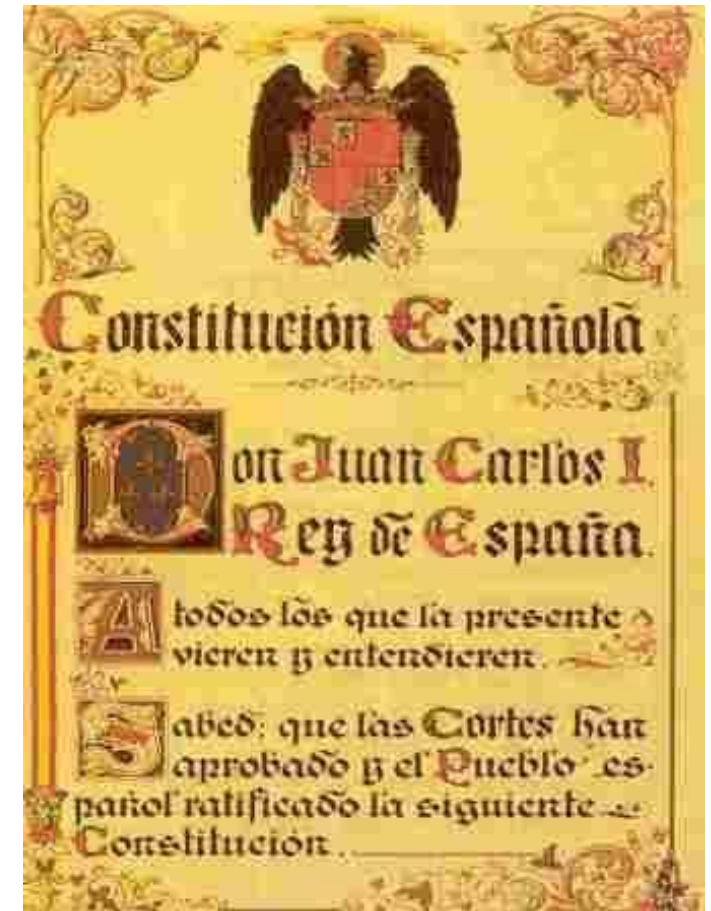 Constitución Española
Don Juan Carlos I.
Rey de España.
A todos los que la presente
vieren y entendieren.
Sabed: que las Cortes han
aprobado y el Pueblo es-
pañol ratificado la siguiente
Constitución.